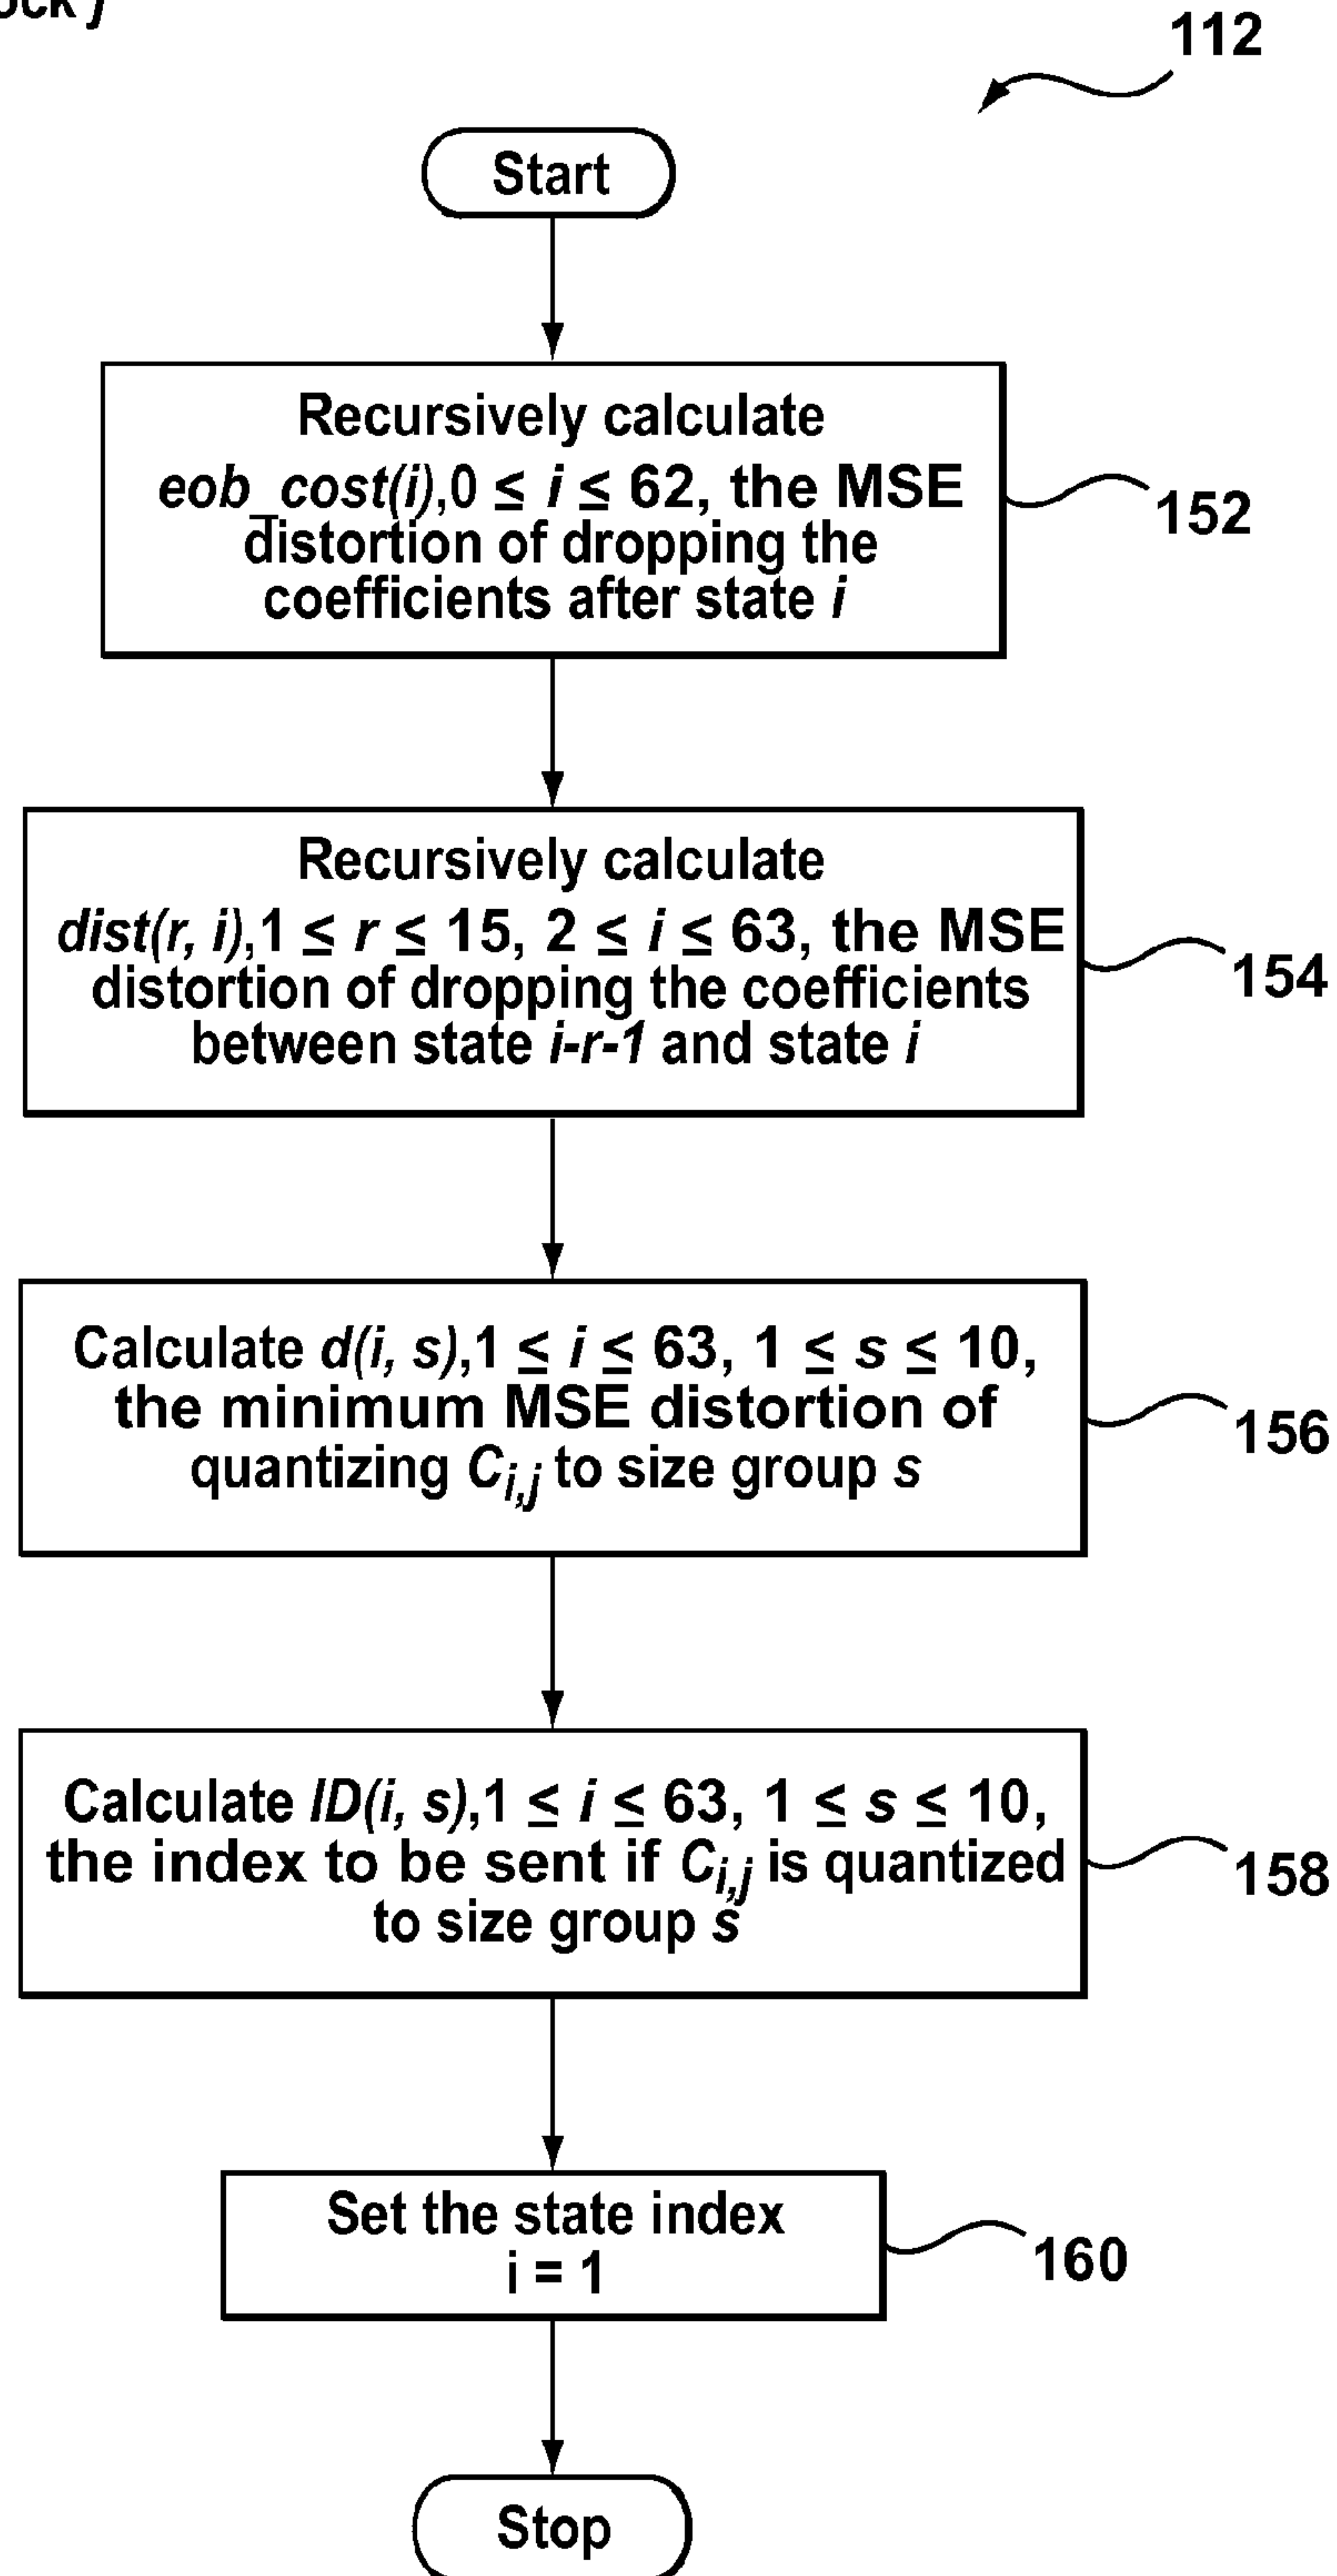 j
112
Start
Recursively calculate
eob_cost(i),0 ≤ i ≤ 62, the MSE
distortion of dropping the
coefficients after state i
152
Recursively calculate
dist(r, i),1 ≤ r ≤ 15, 2 ≤ i ≤ 63, the MSE
distortion of dropping the coefficients
between state i-r-1 and state i
154
Calculate d(i, s),1 ≤ i ≤ 63, 1 ≤ s ≤ 10,
the minimum MSE distortion of
quantizing Ci,j to size group s
156
Calculate ID(i, s),1 ≤ i ≤ 63, 1 ≤ s ≤ 10,
the index to be sent if Ci,j is quantized
to size group s
158
Set the state index
i = 1
160
Stop